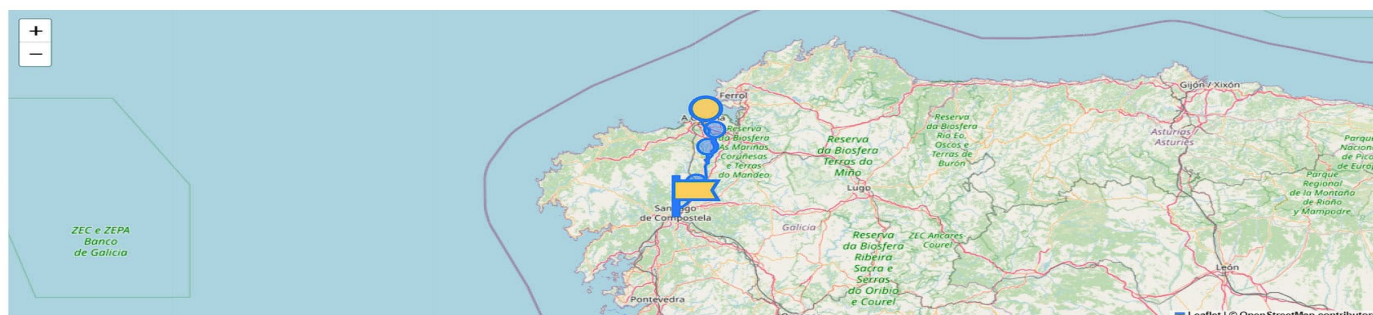 +
−
Ferrol
Gijón / Xixón
Reserva
da Biosfera
As Mariñas
Coruñesas
e Terras
do Mandeo
Reserva
da Biosfera
Terras do
Miño
Reserva
da Biosfera
Río Eo,
Oscos e
Terras de
Burón
Asturias /
Asturies
Parque
Regional
de la Montaña
de Riaño
y Mampodre
Lugo
Santiago
de Compostela
Galicia
ZEC e ZEPA
Banco
de Galicia
Reserva
da Biosfera
Ribeira
Sacra e
Serras
do Oribio
e Courel
ZEC Ancares
Courel
León
Pontevedra
Leaflet | © OpenStreetMap contributors